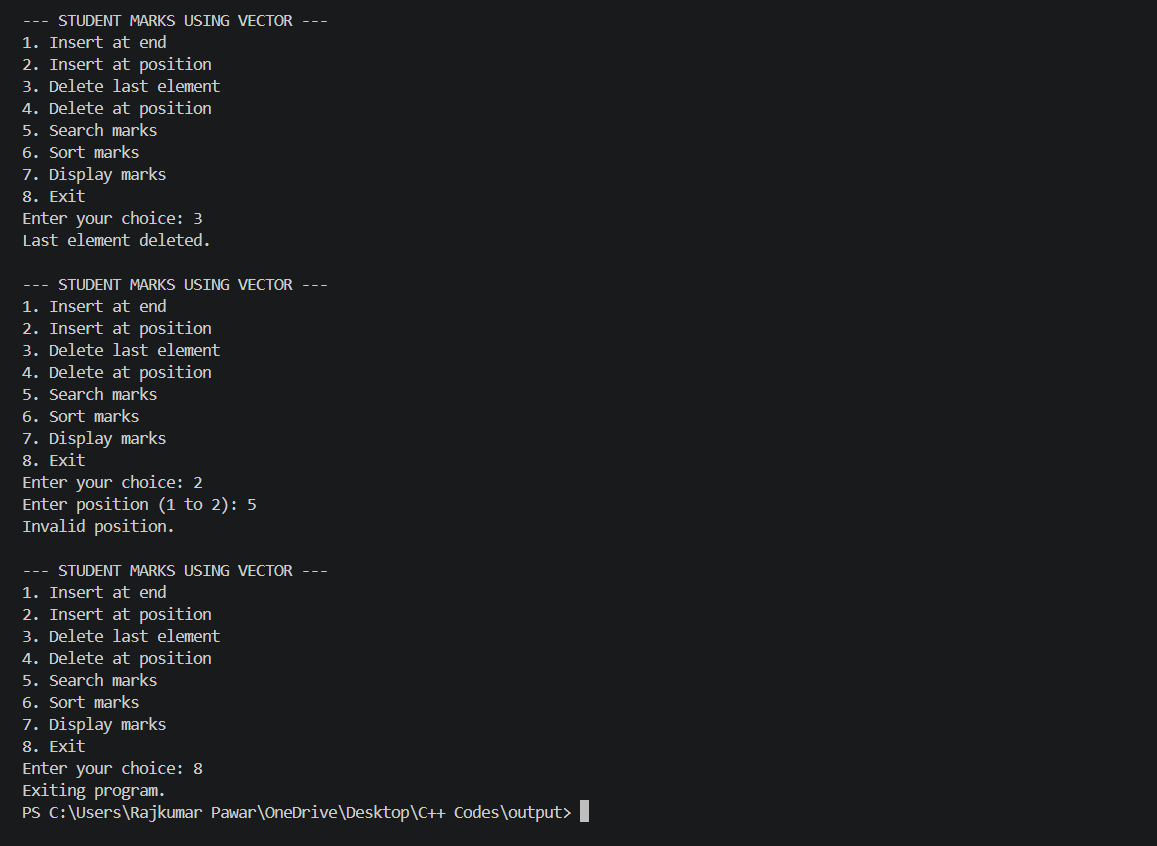 --- STUDENT MARKS USING VECTOR ---
1. Insert at end
2. Insert at position
3. Delete last element
4. Delete at position
5. Search marks
6. Sort marks
7. Display marks
8. Exit
Enter your choice: 3
Last element deleted.

--- STUDENT MARKS USING VECTOR ---
1. Insert at end
2. Insert at position
3. Delete last element
4. Delete at position
5. Search marks
6. Sort marks
7. Display marks
8. Exit
Enter your choice: 2
Enter position (1 to 2): 5
Invalid position.

--- STUDENT MARKS USING VECTOR ---
1. Insert at end
2. Insert at position
3. Delete last element
4. Delete at position
5. Search marks
6. Sort marks
7. Display marks
8. Exit
Enter your choice: 8
Exiting program.
PS C:\Users\Rajkumar Pawar\OneDrive\Desktop\C++ Codes\output>